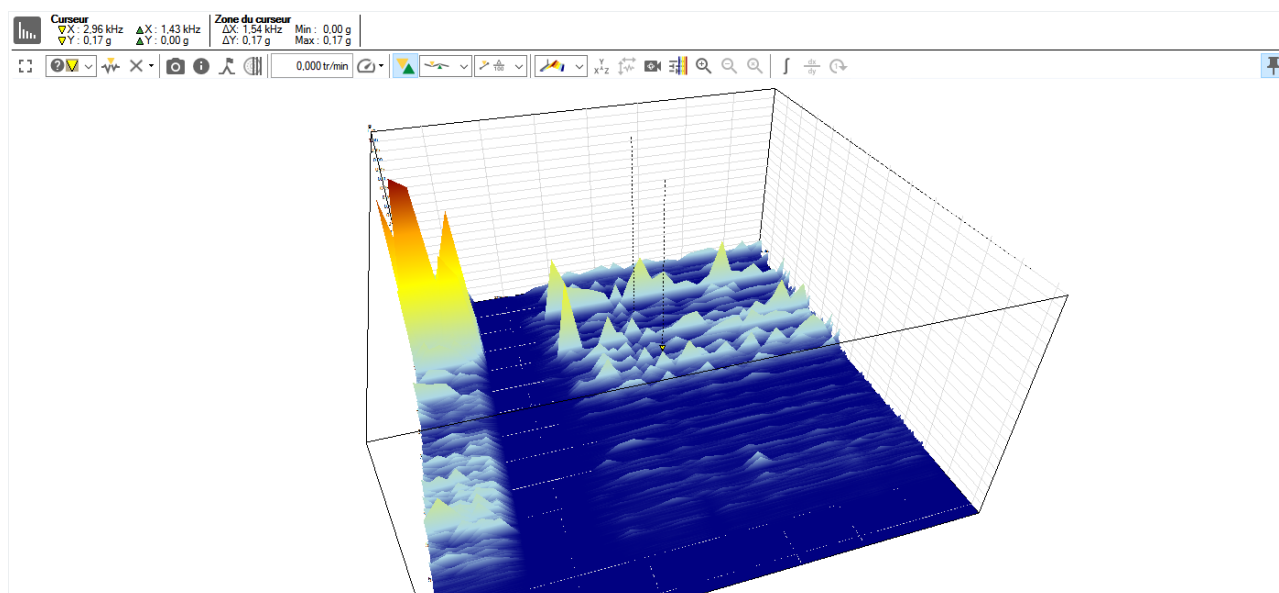 Curseur
X : 2,96 kHz X : 1,43 kHz
Y : 0,17 g Y : 0,00 g
Zone du curseur
ΔX: 1,54 kHz Min : 0,00 g
ΔY: 0,17 g Max : 0,17 g
0,000 tr/min